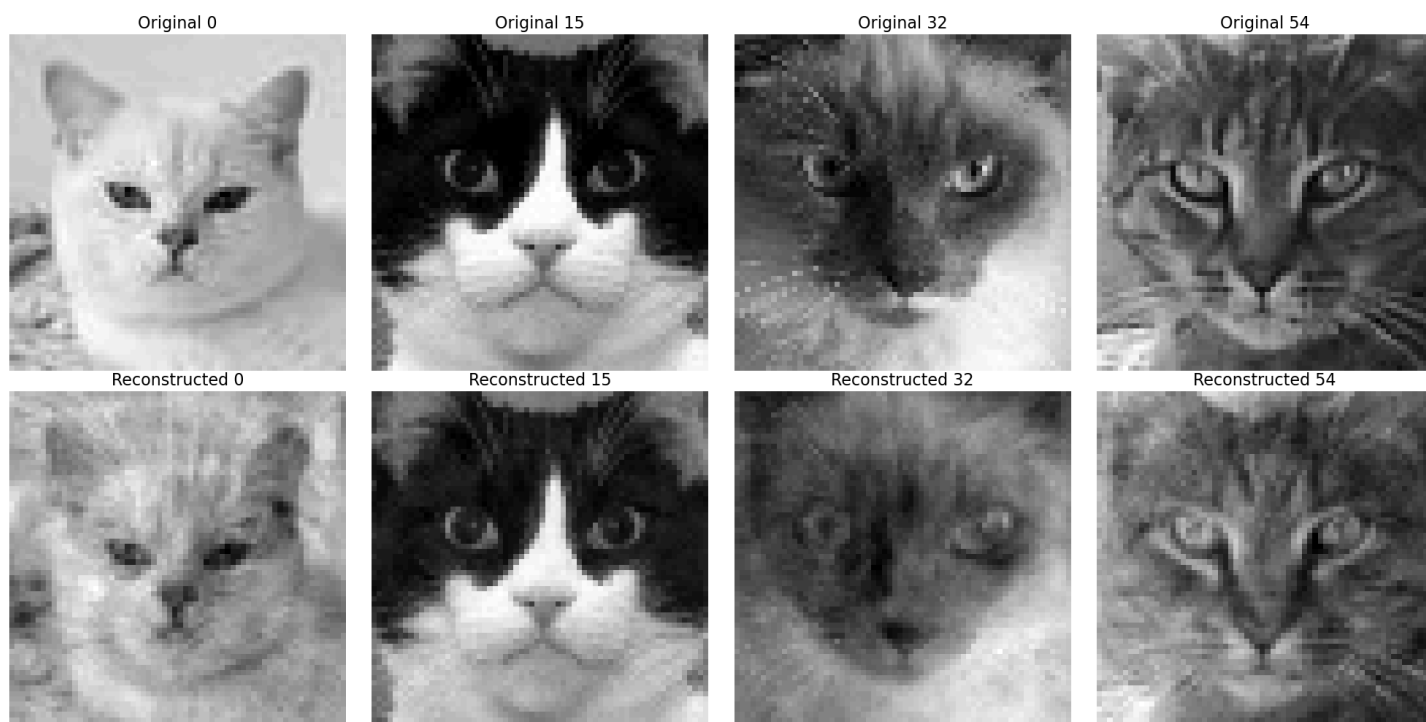 Original 0
Original 15
Original 32
Original 54
Reconstructed 0
Reconstructed 15
Reconstructed 32
Reconstructed 54